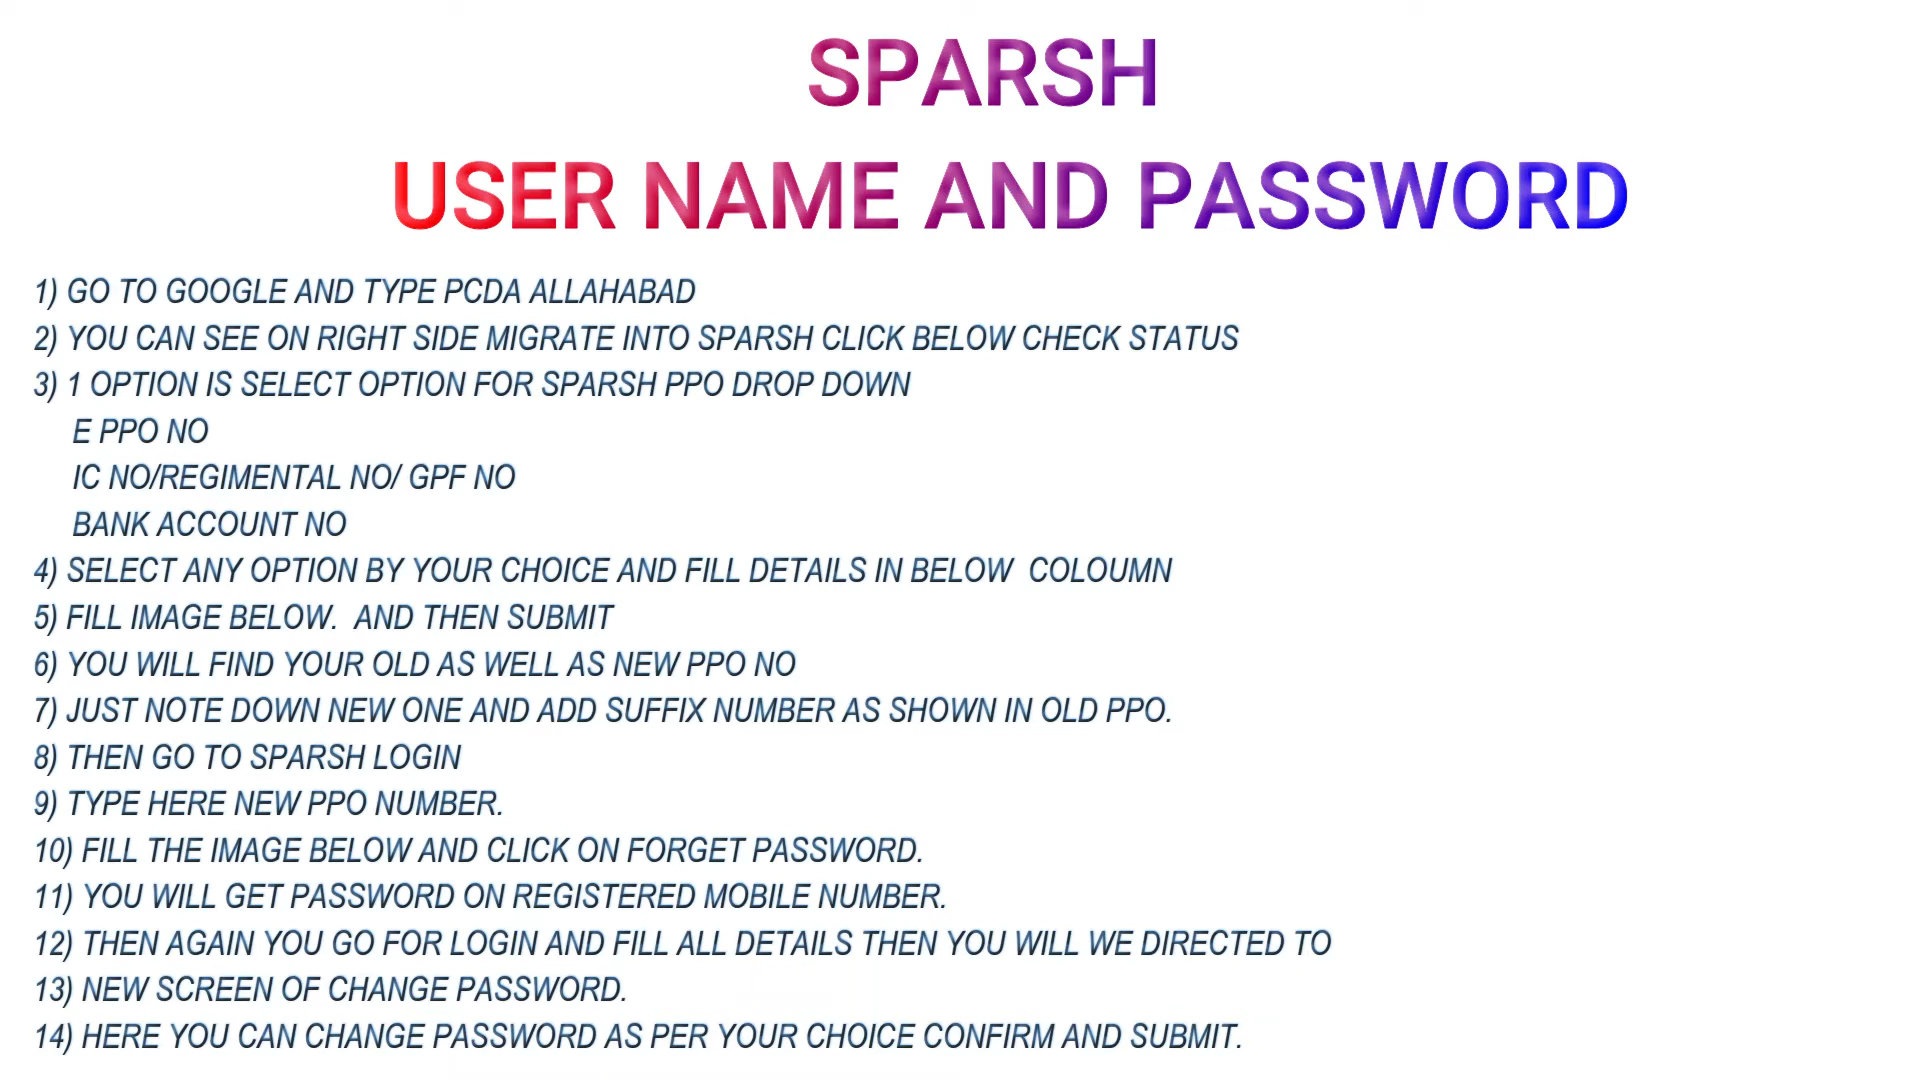 SPARSH
USER NAME AND PASSWORD
1) GO TO GOOGLE AND TYPE PCDA ALLAHABAD
2) YOU CAN SEE ON RIGHT SIDE MIGRATE INTO SPARSH CLICK BELOW CHECK STATUS
3) 1 OPTION IS SELECT OPTION FOR SPARSH PPO DROP DOWN
E PPO NO
IC NO/REGIMENTAL NO/ GPF NO
BANK ACCOUNT NO
4) SELECT ANY OPTION BY YOUR CHOICE AND FILL DETAILS IN BELOW  COLOUMN
5) FILL IMAGE BELOW.  AND THEN SUBMIT
6) YOU WILL FIND YOUR OLD AS WELL AS NEW PPO NO
7) JUST NOTE DOWN NEW ONE AND ADD SUFFIX NUMBER AS SHOWN IN OLD PPO.
8) THEN GO TO SPARSH LOGIN
9) TYPE HERE NEW PPO NUMBER.
10) FILL THE IMAGE BELOW AND CLICK ON FORGET PASSWORD.
11) YOU WILL GET PASSWORD ON REGISTERED MOBILE NUMBER.
12) THEN AGAIN YOU GO FOR LOGIN AND FILL ALL DETAILS THEN YOU WILL WE DIRECTED TO
13) NEW SCREEN OF CHANGE PASSWORD.
14) HERE YOU CAN CHANGE PASSWORD AS PER YOUR CHOICE CONFIRM AND SUBMIT.